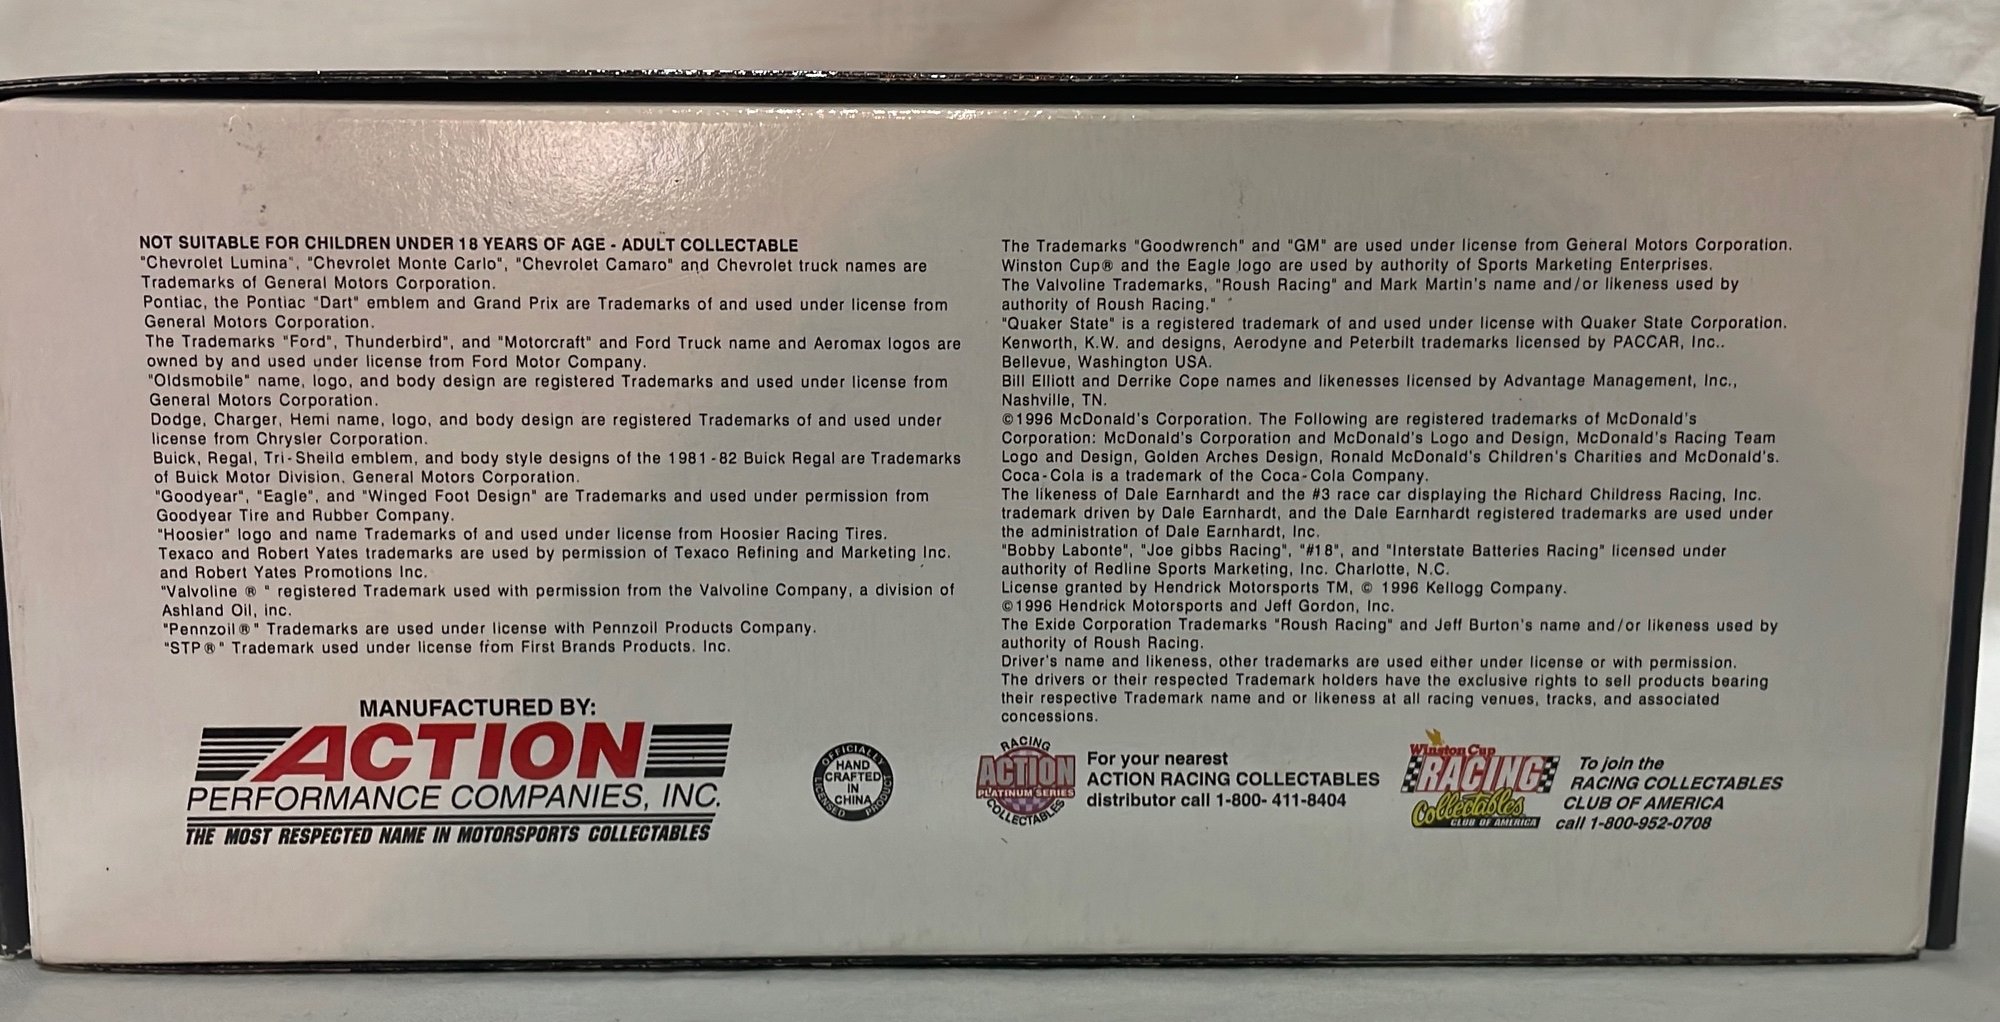 NOT SUITABLE FOR CHILDREN UNDER 18 YEARS OF AGE - ADULT COLLECTABLE
"Chevrolet Lumina", "Chevrolet Monte Carlo", "Chevrolet Camaro" and Chevrolet truck names are
Trademarks of General Motors Corporation.
Pontiac, the Pontiac "Dart" emblem and Grand Prix are Trademarks of and used under license from
General Motors Corporation.
The Trademarks "Ford", Thunderbird", and "Motorcraft" and Ford Truck name and Aeromax logos are
owned by and used under license from Ford Motor Company.
"Oldsmobile" name, logo, and body design are registered Trademarks and used under license from
General Motors Corporation.
Dodge, Charger, Hemi name, logo, and body design are registered Trademarks of and used under
license from Chrysler Corporation.
Buick, Regal, Tri-Sheild emblem, and body style designs of the 1981-82 Buick Regal are Trademarks
of Buick Motor Division, General Motors Corporation.
"Goodyear", "Eagle", and "Winged Foot Design" are Trademarks and used under permission from
Goodyear Tire and Rubber Company.
"Hoosier" logo and name Trademarks of and used under license from Hoosier Racing Tires.
Texaco and Robert Yates trademarks are used by permission of Texaco Refining and Marketing Inc.
and Robert Yates Promotions Inc.
"Valvoline ® " registered Trademark used with permission from the Valvoline Company, a division of
Ashland Oil, inc.
"Pennzoil®" Trademarks are used under license with Pennzoil Products Company.
"STP®" Trademark used under license from First Brands Products. Inc.
MANUFACTURED BY:
ACTION
PERFORMANCE COMPANIES, INC.
THE MOST RESPECTED NAME IN MOTORSPORTS COLLECTABLES
OFFICIALLY LICENSED PRODUCT
HAND
CRAFTED
IN
CHINA
The Trademarks "Goodwrench" and "GM" are used under license from General Motors Corporation.
Winston Cup® and the Eagle logo are used by authority of Sports Marketing Enterprises.
The Valvoline Trademarks, "Roush Racing" and Mark Martin's name and/or likeness used by
authority of Roush Racing."
"Quaker State" is a registered trademark of and used under license with Quaker State Corporation.
Kenworth, K.W. and designs, Aerodyne and Peterbilt trademarks licensed by PACCAR, Inc..
Bellevue, Washington USA.
Bill Elliott and Derrike Cope names and likenesses licensed by Advantage Management, Inc.,
Nashville, TN.
©1996 McDonald's Corporation. The Following are registered trademarks of McDonald's
Corporation: McDonald's Corporation and McDonald's Logo and Design, McDonald's Racing Team
Logo and Design, Golden Arches Design, Ronald McDonald's Children's Charities and McDonald's.
Coca-Cola is a trademark of the Coca-Cola Company.
The likeness of Dale Earnhardt and the #3 race car displaying the Richard Childress Racing, Inc.
trademark driven by Dale Earnhardt, and the Dale Earnhardt registered trademarks are used under
the administration of Dale Earnhardt, Inc.
"Bobby Labonte", "Joe gibbs Racing", "#18", and "Interstate Batteries Racing" licensed under
authority of Redline Sports Marketing, Inc. Charlotte, N.C.
License granted by Hendrick Motorsports TM, © 1996 Kellogg Company.
©1996 Hendrick Motorsports and Jeff Gordon, Inc.
The Exide Corporation Trademarks "Roush Racing" and Jeff Burton's name and/or likeness used by
authority of Roush Racing.
Driver's name and likeness, other trademarks are used either under license or with permission.
The drivers or their respected Trademark holders have the exclusive rights to sell products bearing
their respective Trademark name and or likeness at all racing venues, tracks, and associated
concessions.
RACING
ACTION
PLATINUM SERIES
COLLECTABLES
For your nearest
ACTION RACING COLLECTABLES
distributor call 1-800- 411-8404
Winston Cup
RACING
Collectables
CLUB OF AMERICA
To join the
RACING COLLECTABLES
CLUB OF AMERICA
call 1-800-952-0708